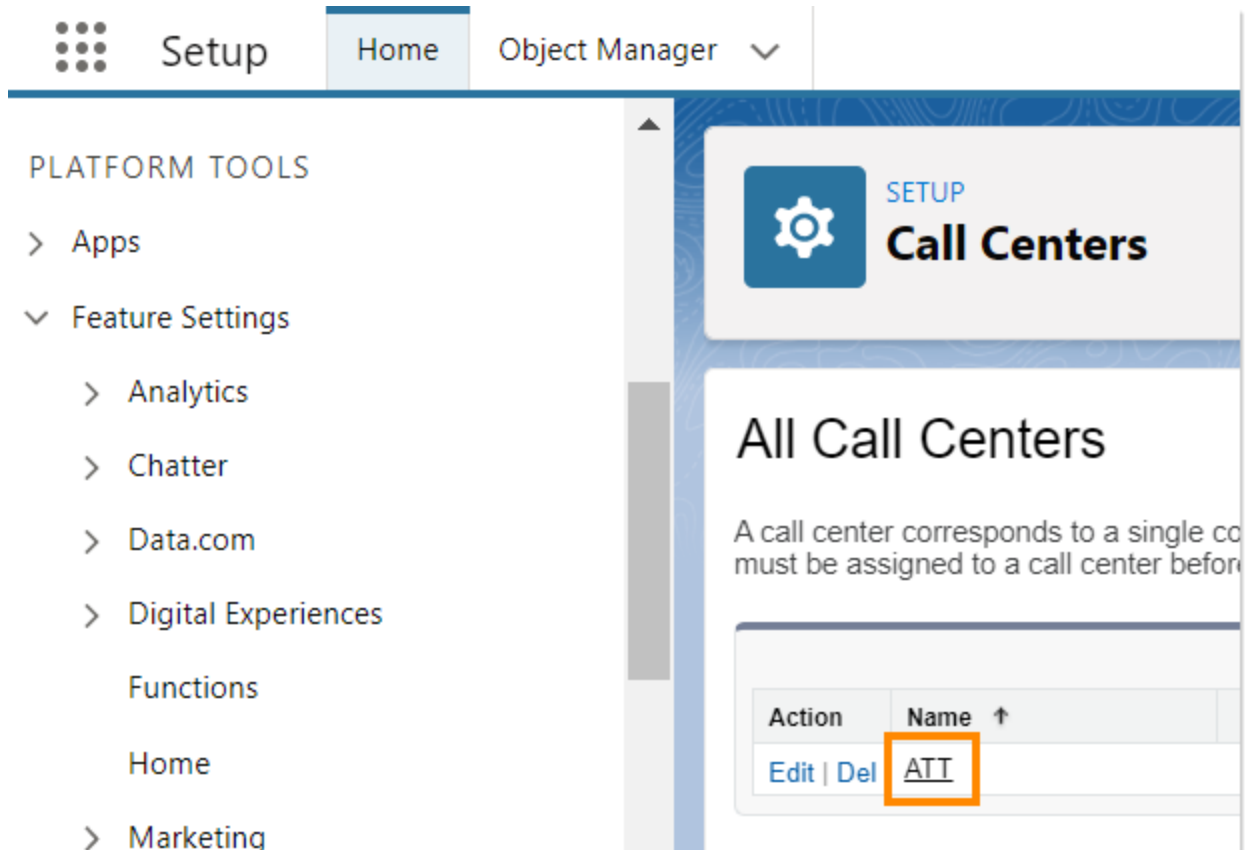 Setup Home Object Manager
PLATFORM TOOLS
Apps
Feature Settings
Analytics
Chatter
Data.com
Digital Experiences
Functions
Home
Marketing
SETUP
Call Centers
All Call Centers
A call center corresponds to a single
must be assigned to a call center
Action Name ↑
Edit | Del ATT